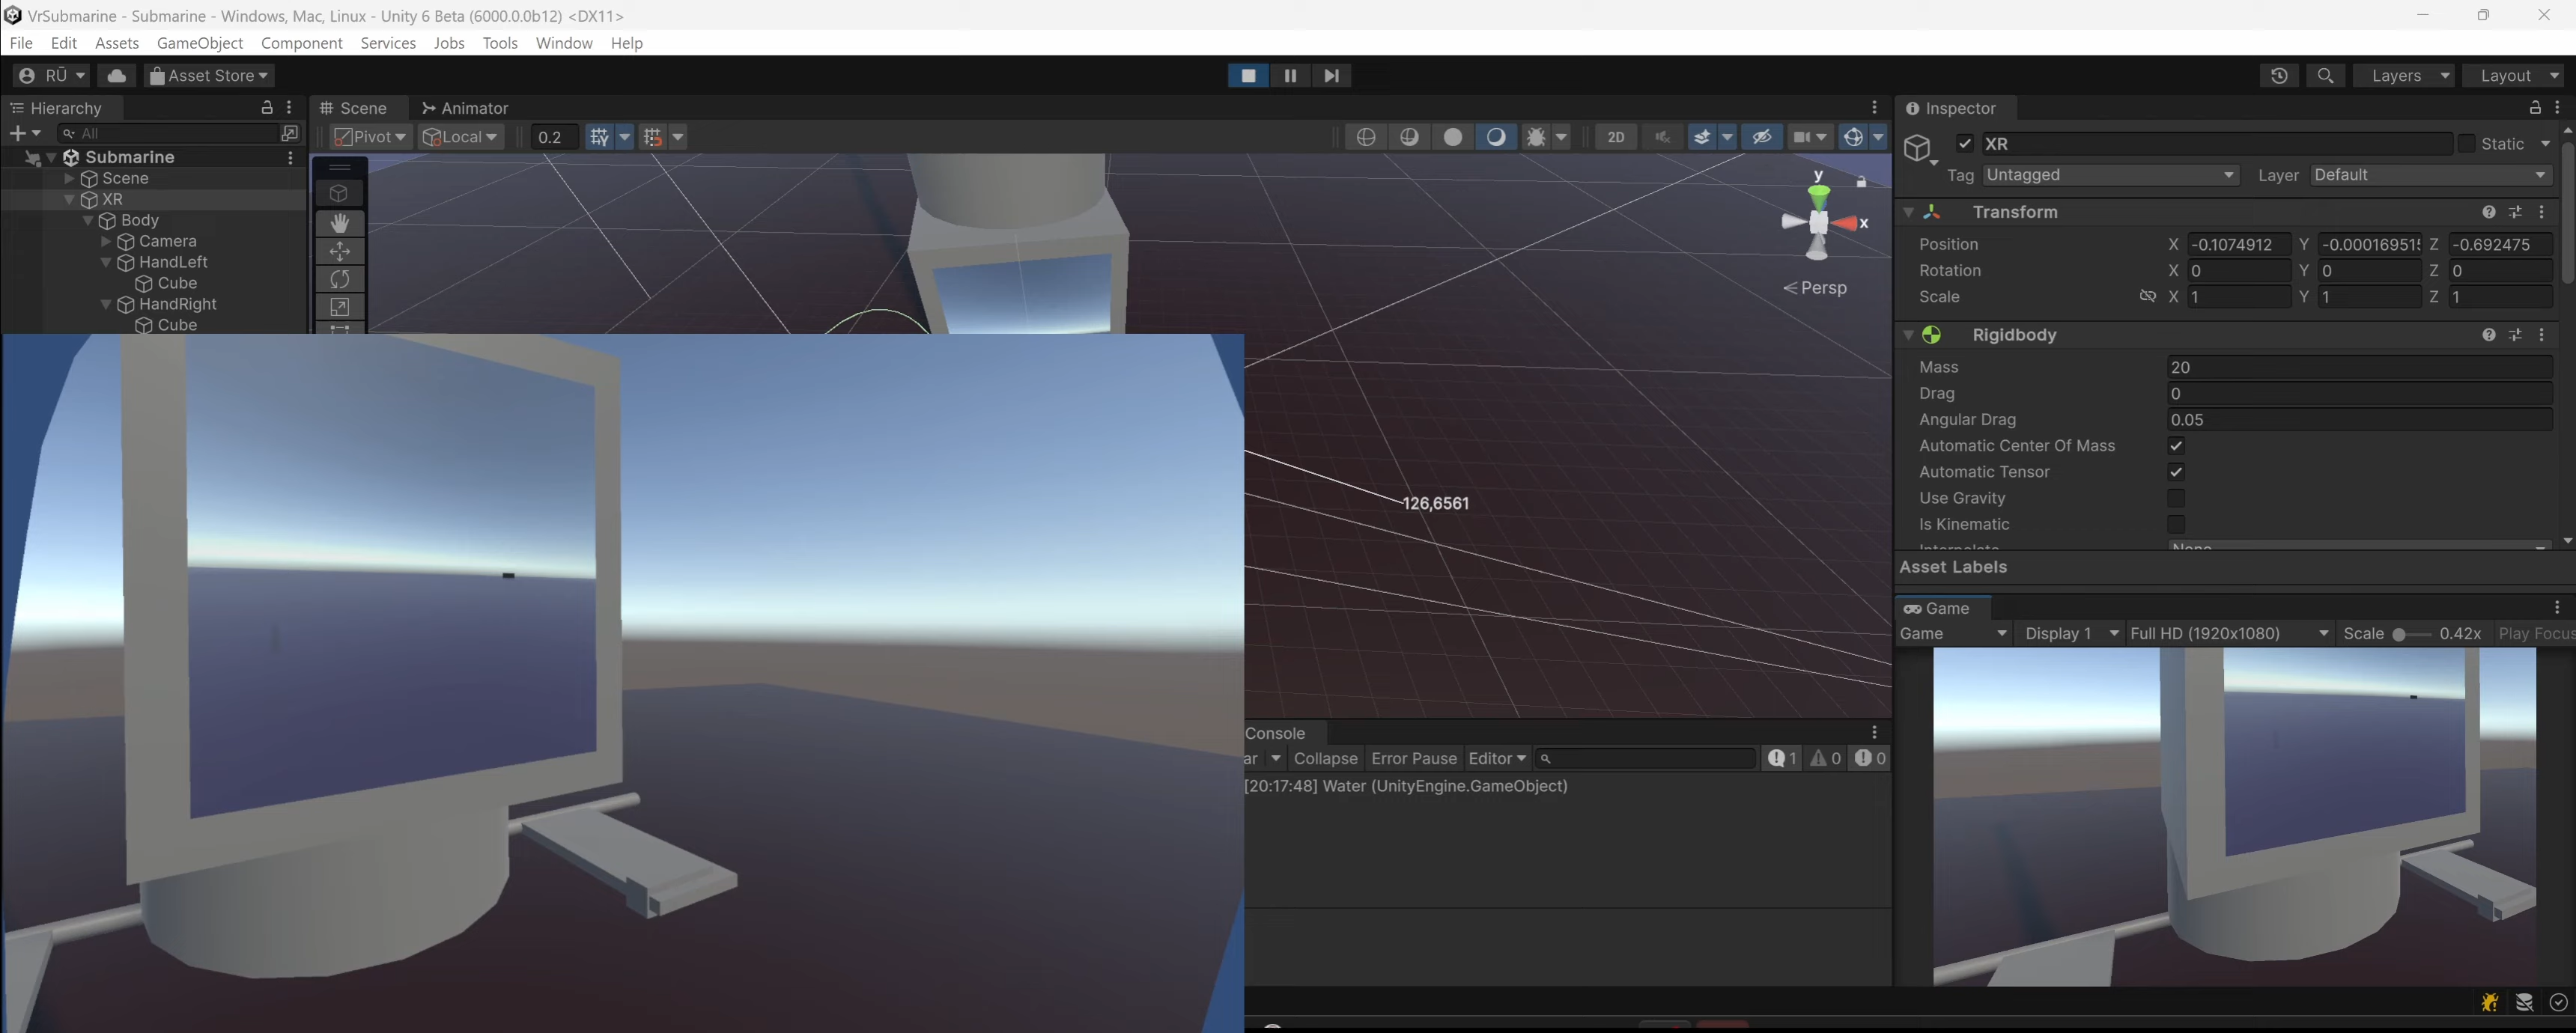 VrSubmarine - Submarine - Windows, Mac, Linux - Unity 6 Beta (6000.0.0b12) <DX11>
File Edit Assets GameObject Component Services Jobs Tools Window Help
RŪ Asset Store Layers Layout
Hierarchy
All
Submarine
Scene
XR
Body
Camera
HandLeft
Cube
HandRight
Cube
Scene Animator
Pivot Local 0.2 2D
y
x
Persp
126,6561
Inspector
XR Static
Tag Untagged Layer Default
Transform
Position X -0.1074912 Y -0.000169515 Z -0.692475
Rotation X 0 Y 0 Z 0
Scale X 1 Y 1 Z 1
Rigidbody
Mass 20
Drag 0
Angular Drag 0.05
Automatic Center Of Mass
Automatic Tensor
Use Gravity
Is Kinematic
Asset Labels
Game
Game Display 1 Full HD (1920x1080) Scale 0.42x Play Focus
Console
ar Collapse Error Pause Editor 1 0 0
[20:17:48] Water (UnityEngine.GameObject)